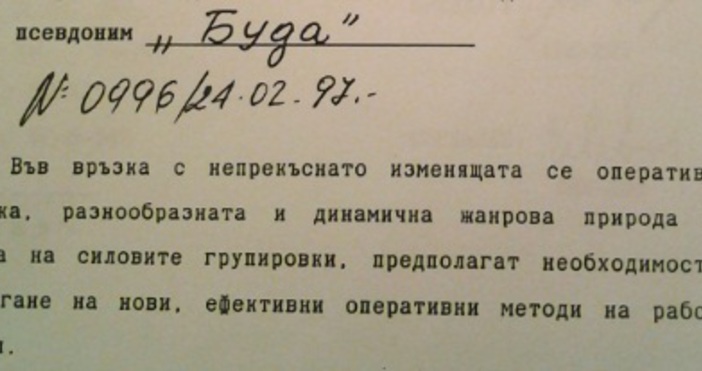 псевдоним „Буда"
№ 0996/24.02.97.-
Във връзка с непрекъснато изменящата се оператив
ка, разнообразната и динамична жанрова природа
а на силовите групировки, предполагат необходимост
гане на нови, ефективни оперативни методи на рабо